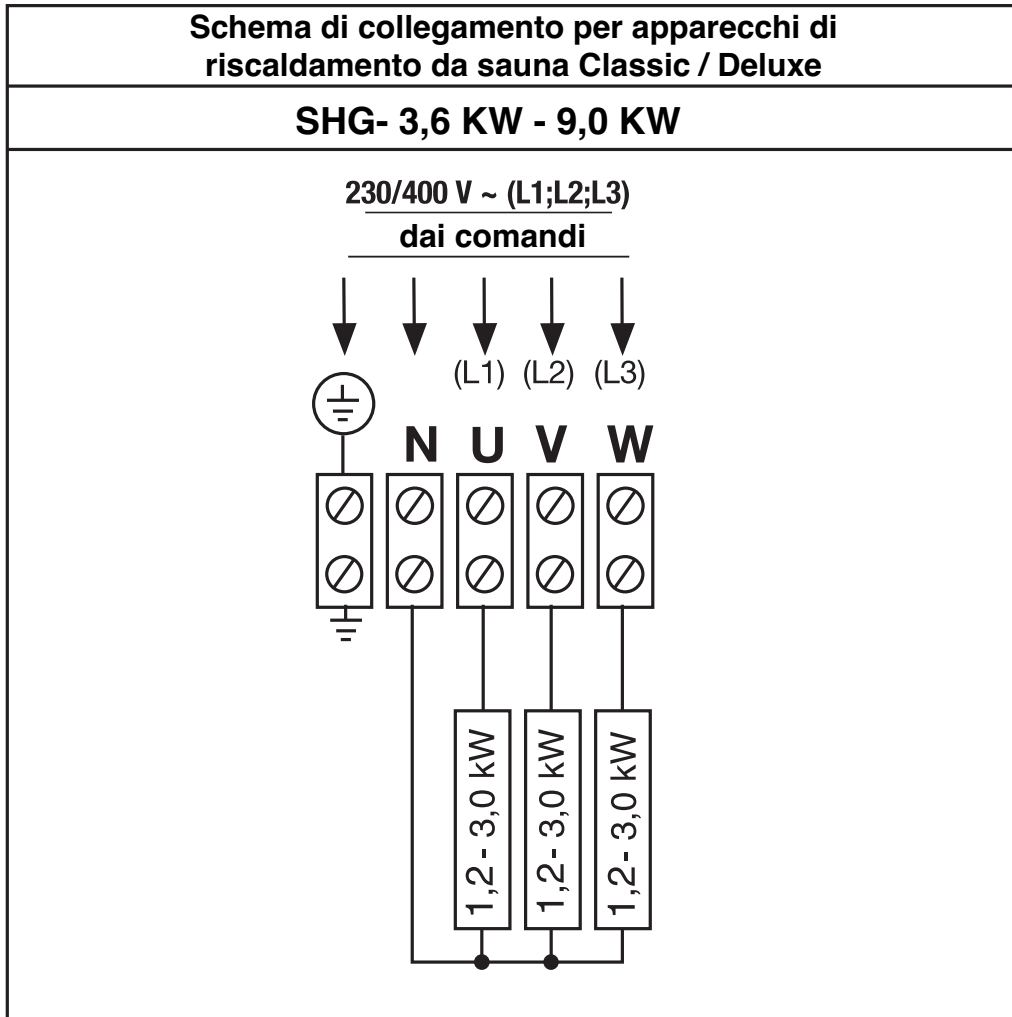 Schema di collegamento per apparecchi di
riscaldamento da sauna Classic / Deluxe
SHG- 3,6 KW - 9,0 KW
230/400 V ~ (L1;L2;L3)
dai comandi
(L1) (L2) (L3)
N U V W
1,2 - 3,0 kW
1,2 - 3,0 kW
1,2 - 3,0 kW